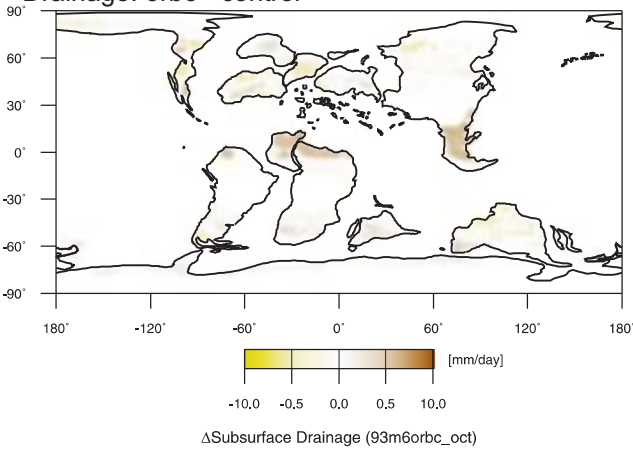 Drainage: orbc - control
90˚
60˚
30˚
0˚
-30˚
-60˚
-90˚
180˚ -120˚ -60˚ 0˚ 60˚ 120˚ 180˚
[mm/day]
-10.0 -0.5 0.0 0.5 10.0
ΔSubsurface Drainage (93m6orbc_oct)